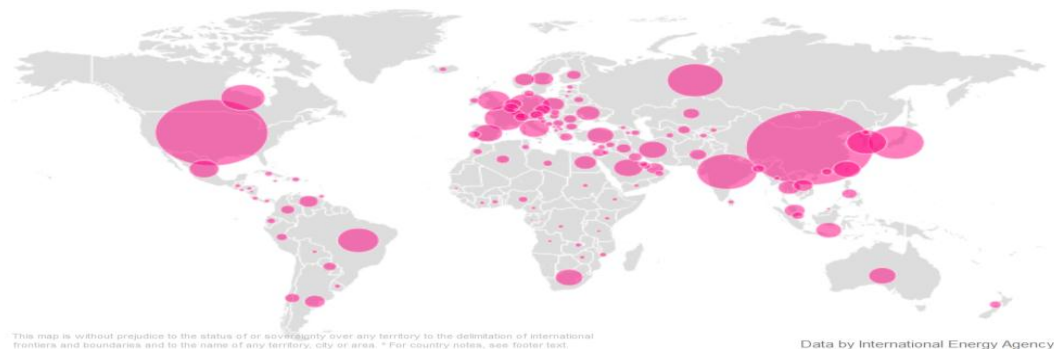 This map is without prejudice to the status of or sovereignty over any territory to the delimitation of international
frontiers and boundaries and to the name of any territory, city or area. * For country notes, see footer text.
Data by International Energy Agency